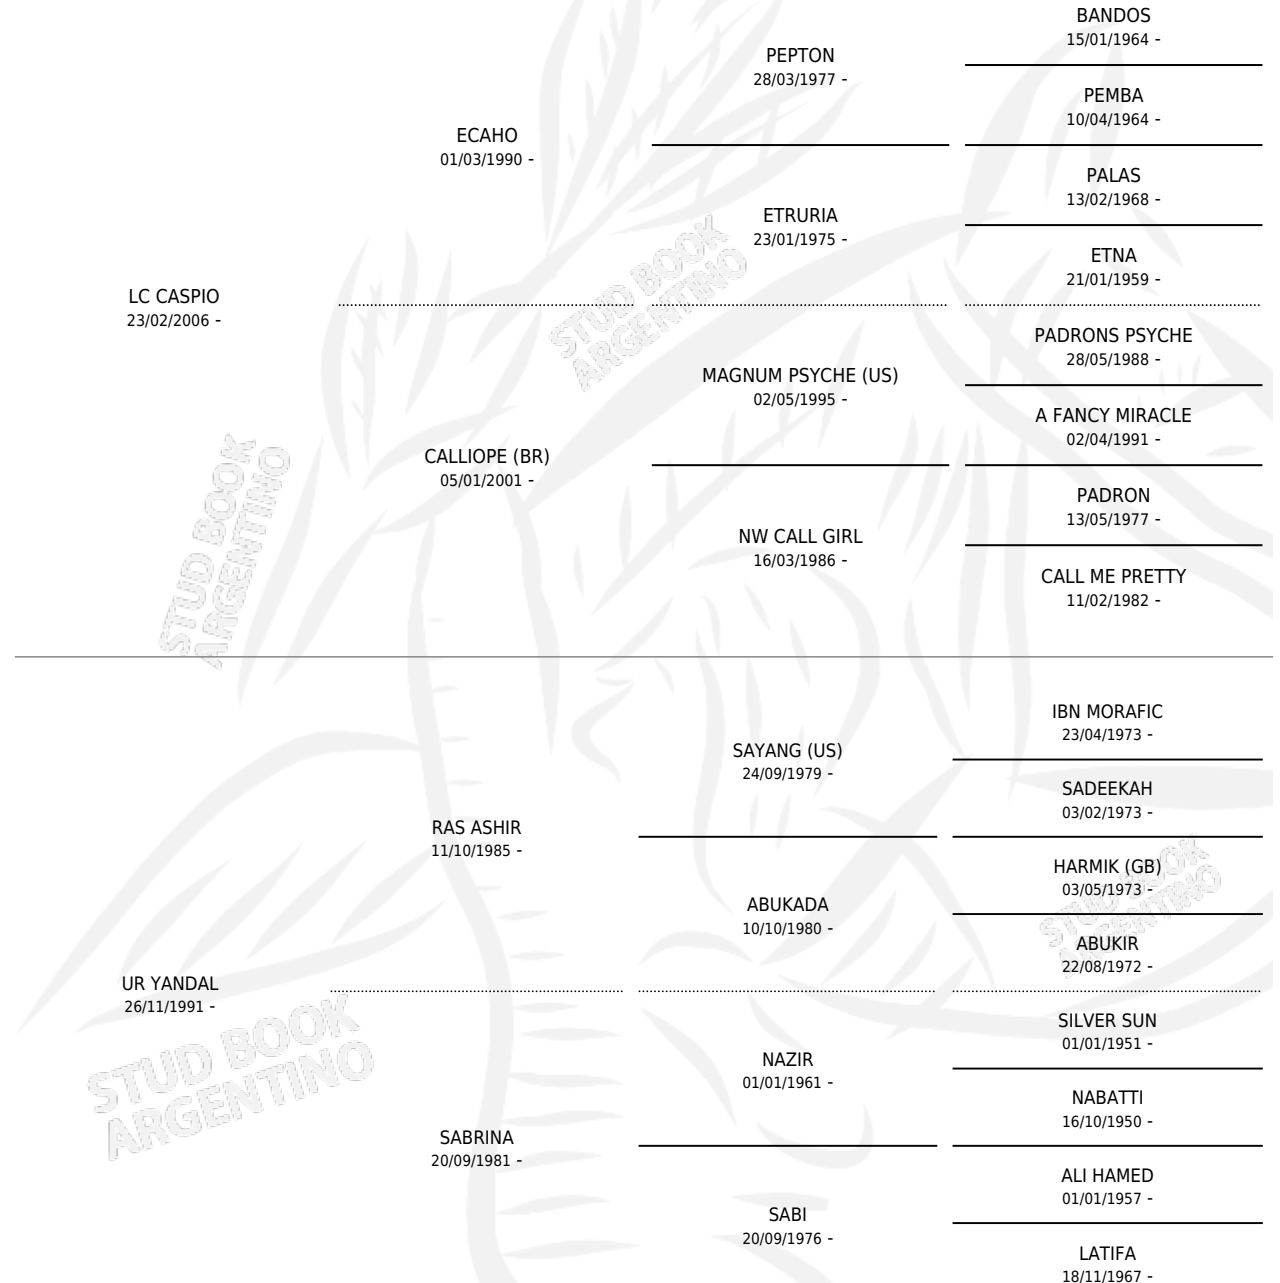 BANDOS
15/01/1964 -
PEPTON
28/03/1977 -
PEMBA
10/04/1964 -
ECAHO
01/03/1990 -
PALAS
13/02/1968 -
ETRURIA
23/01/1975 -
ETNA
21/01/1959 -
LC CASPIO
23/02/2006 -
PADRONS PSYCHE
28/05/1988 -
MAGNUM PSYCHE (US)
02/05/1995 -
A FANCY MIRACLE
02/04/1991 -
CALLIOPE (BR)
05/01/2001 -
PADRON
13/05/1977 -
NW CALL GIRL
16/03/1986 -
CALL ME PRETTY
11/02/1982 -
IBN MORAFIC
23/04/1973 -
SAYANG (US)
24/09/1979 -
SADEEKAH
03/02/1973 -
RAS ASHIR
11/10/1985 -
HARMIK (GB)
03/05/1973 -
ABUKADA
10/10/1980 -
ABUKIR
22/08/1972 -
UR YANDAL
26/11/1991 -
SILVER SUN
01/01/1951 -
NAZIR
01/01/1961 -
NABATTI
16/10/1950 -
SABRINA
20/09/1981 -
ALI HAMED
01/01/1957 -
SABI
20/09/1976 -
LATIFA
18/11/1967 -
STUD BOOK
ARGENTINO
STUD BOOK
ARGENTINO
STUD BOOK
ARGENTINO
STUD BOOK
ARGENTINO